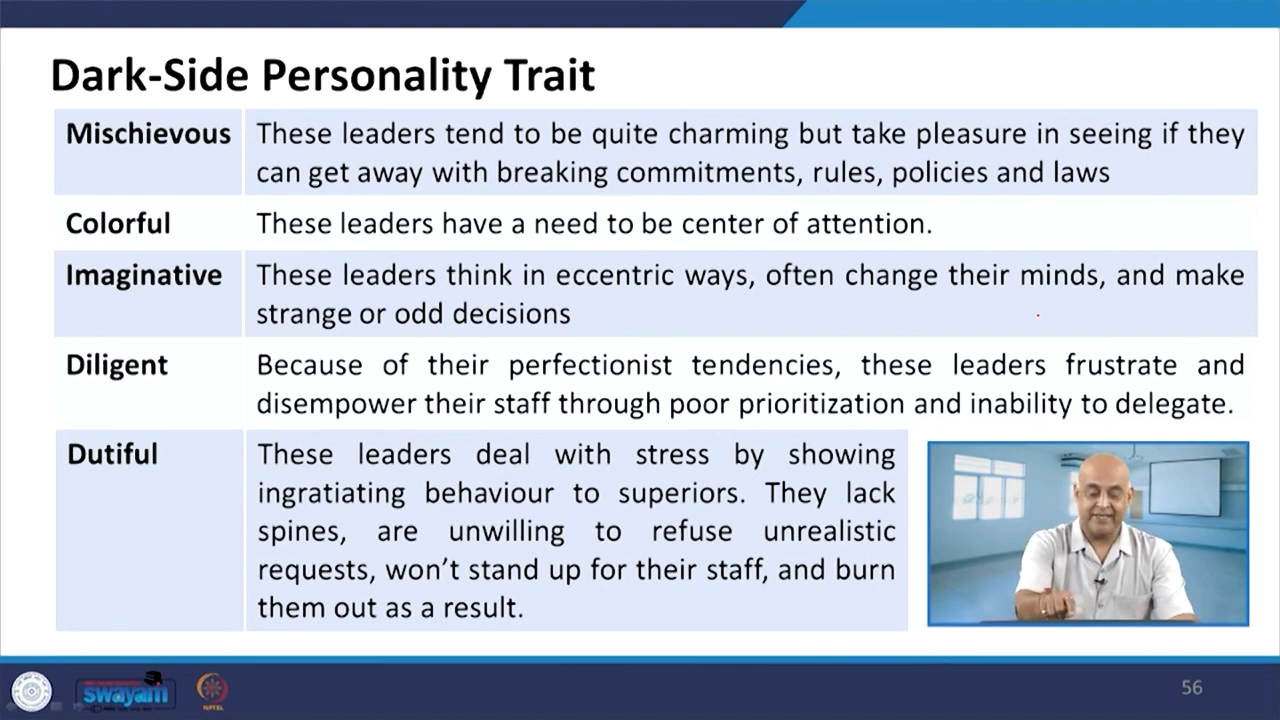 Dark-Side Personality Trait
Mischievous These leaders tend to be quite charming but take pleasure in seeing if they
can get away with breaking commitments, rules, policies and laws
Colorful These leaders have a need to be center of attention.
Imaginative These leaders think in eccentric ways, often change their minds, and make
strange or odd decisions
Diligent Because of their perfectionist tendencies, these leaders frustrate and
disempower their staff through poor prioritization and inability to delegate.
Dutiful These leaders deal with stress by showing
ingratiating behaviour to superiors. They lack
spines, are unwilling to refuse unrealistic
requests, won't stand up for their staff, and burn
them out as a result.
swayam
NPTEL
56